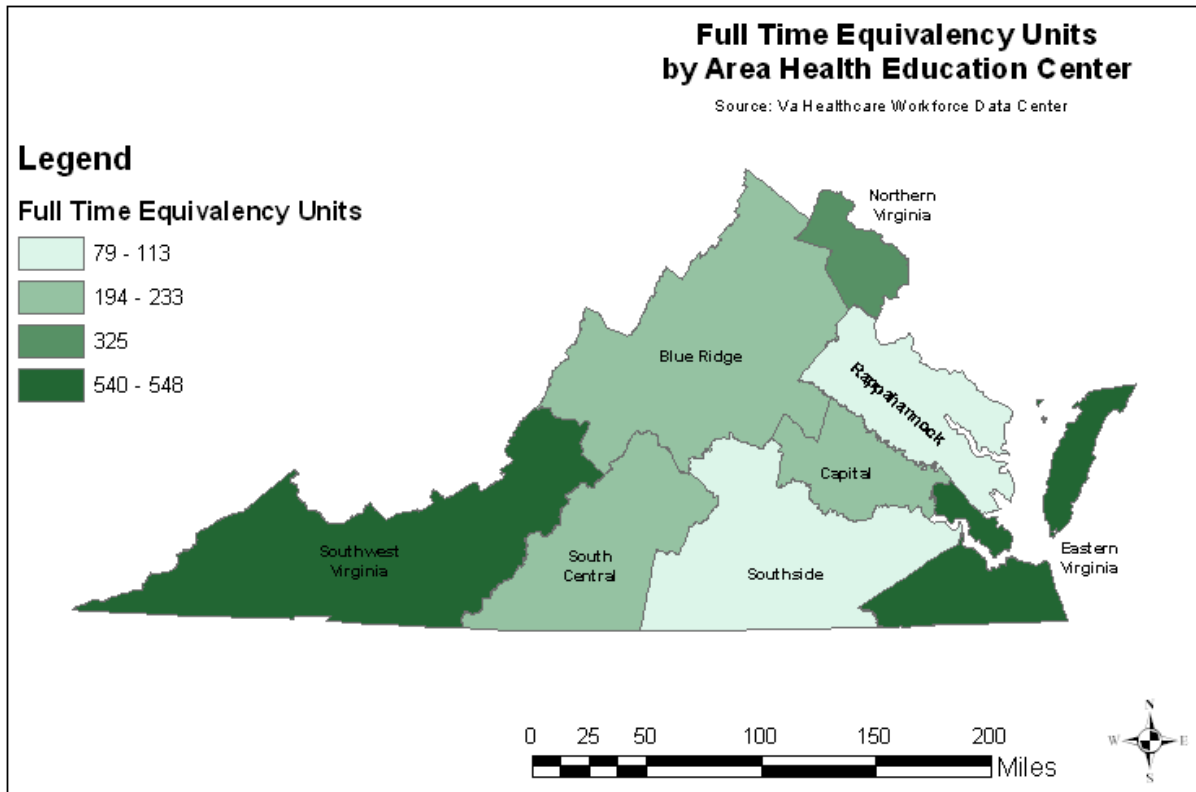 Full Time Equivalency Units
by Area Health Education Center
Source: Va Healthcare Workforce Data Center
Legend
Full Time Equivalency Units
79 - 113
194 - 233
325
540 - 548
Northern
Virginia
Blue Ridge
Rappahannock
Capital
Southwest
Virginia
South
Central
Southside
Eastern
Virginia
0 25 50 100 150 200
Miles
N
W E
S